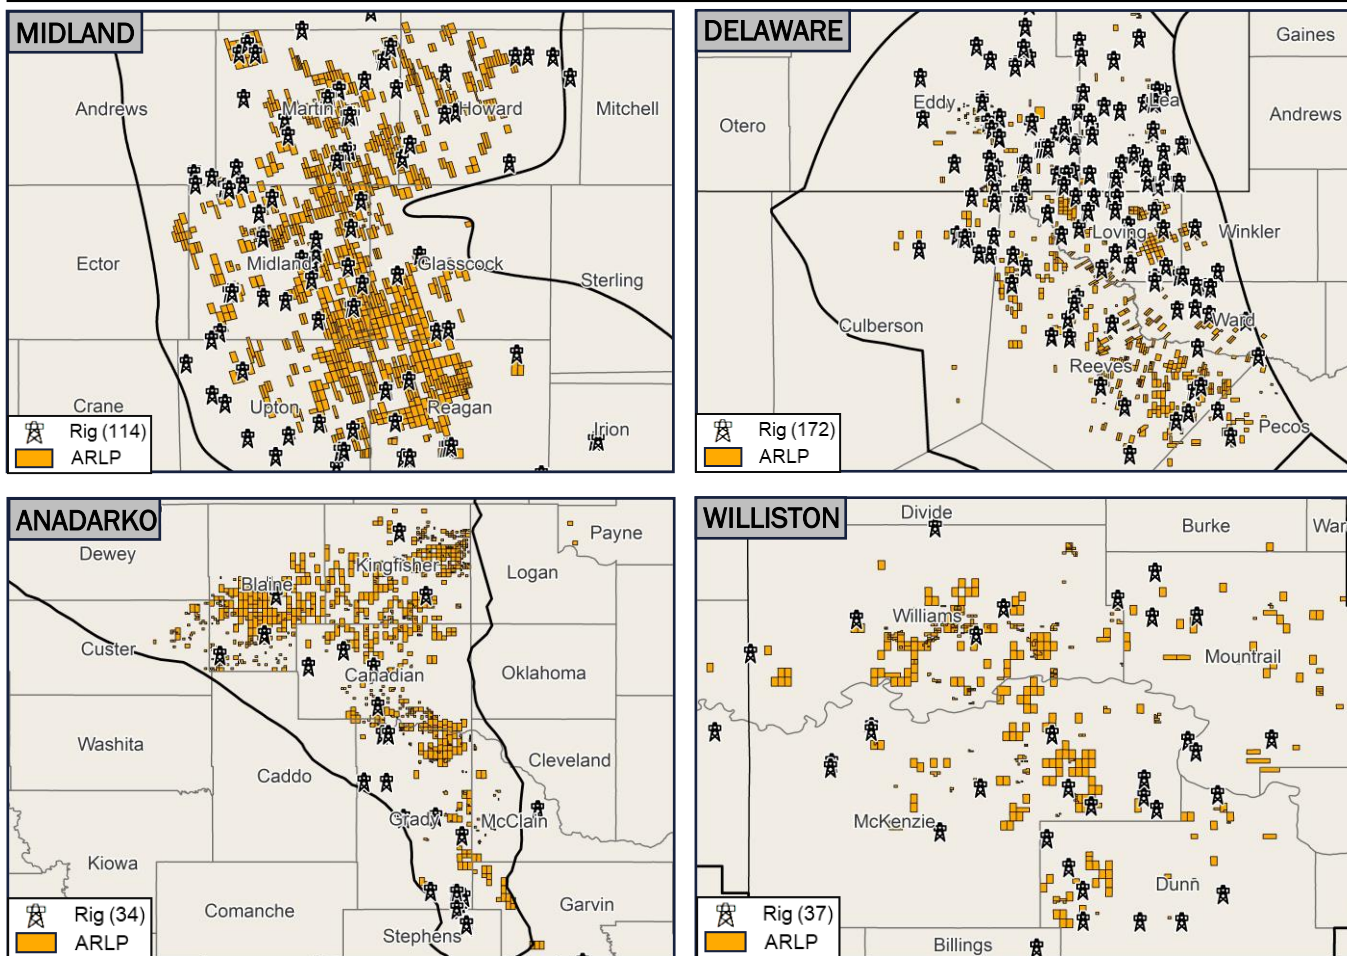 MIDLAND
Andrews
Martin
Howard
Mitchell
Ector
Midland
Glasscock
Sterling
Crane
Upton
Reagan
Irion
Rig (114)
ARLP
DELAWARE
Gaines
Eddy
Lea
Otero
Andrews
Loving
Winkler
Culberson
Ward
Reeves
Pecos
Rig (172)
ARLP
ANADARKO
Payne
Dewey
Kingfisher
Logan
Blaine
Custer
Canadian
Oklahoma
Washita
Caddo
Cleveland
Grady
McClain
Kiowa
Comanche
Garvin
Stephens
Rig (34)
ARLP
WILLISTON
Divide
Burke
War
Williams
Mountrail
McKenzie
Dunn
Billings
Rig (37)
ARLP